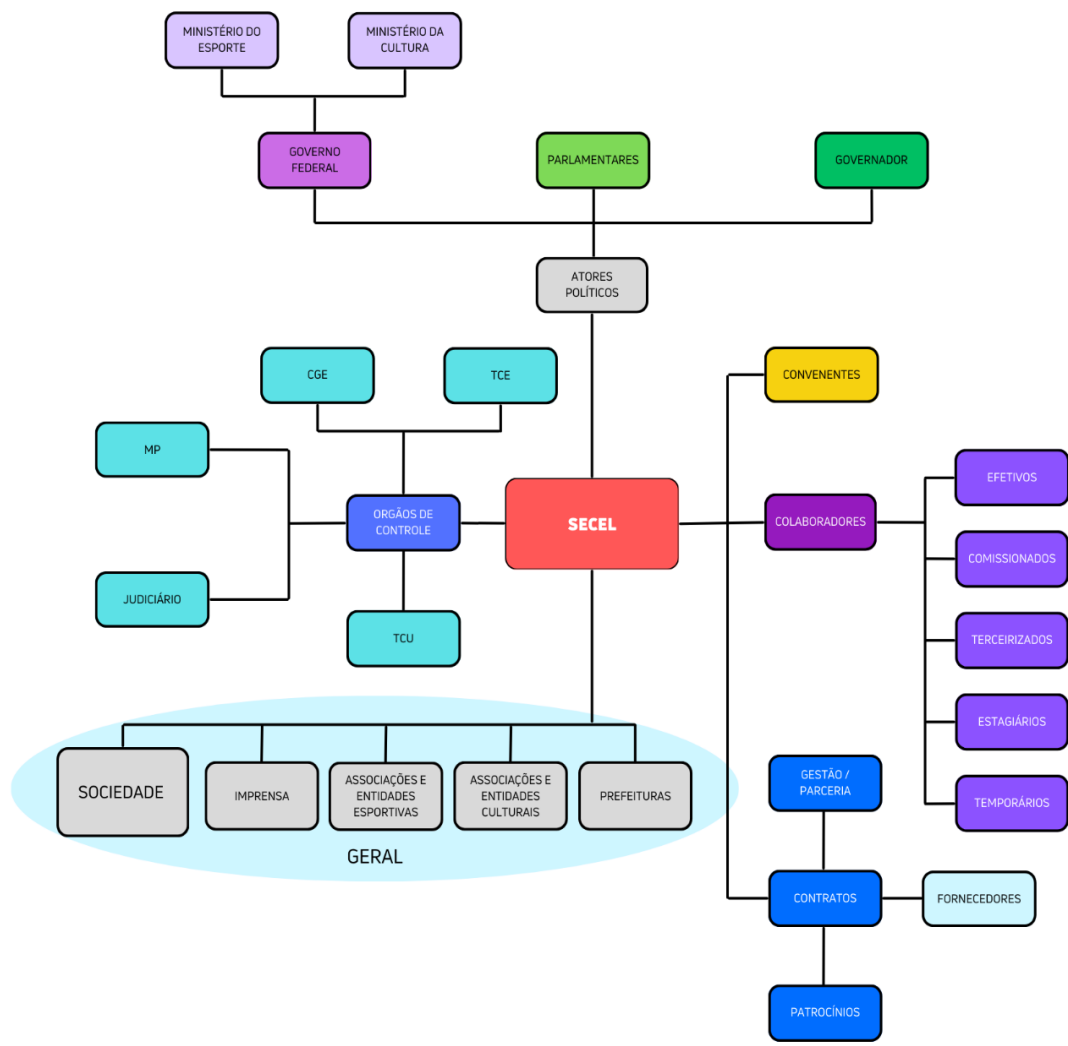 MINISTÉRIO DO
ESPORTE
MINISTÉRIO DA
CULTURA
GOVERNO
FEDERAL
PARLAMENTARES
GOVERNADOR
ATORES
POLÍTICOS
CGE
TCE
CONVENENTES
MP
ORGÃOS DE
CONTROLE
SECEL
COLABORADORES
EFETIVOS
COMISSIONADOS
JUDICIÁRIO
TCU
TERCEIRIZADOS
ESTAGIÁRIOS
TEMPORÁRIOS
SOCIEDADE
IMPRENSA
ASSOCIAÇÕES E
ENTIDADES
ESPORTIVAS
ASSOCIAÇÕES E
ENTIDADES
CULTURAIS
PREFEITURAS
GERAL
GESTÃO /
PARCERIA
CONTRATOS
FORNECEDORES
PATROCÍNIOS